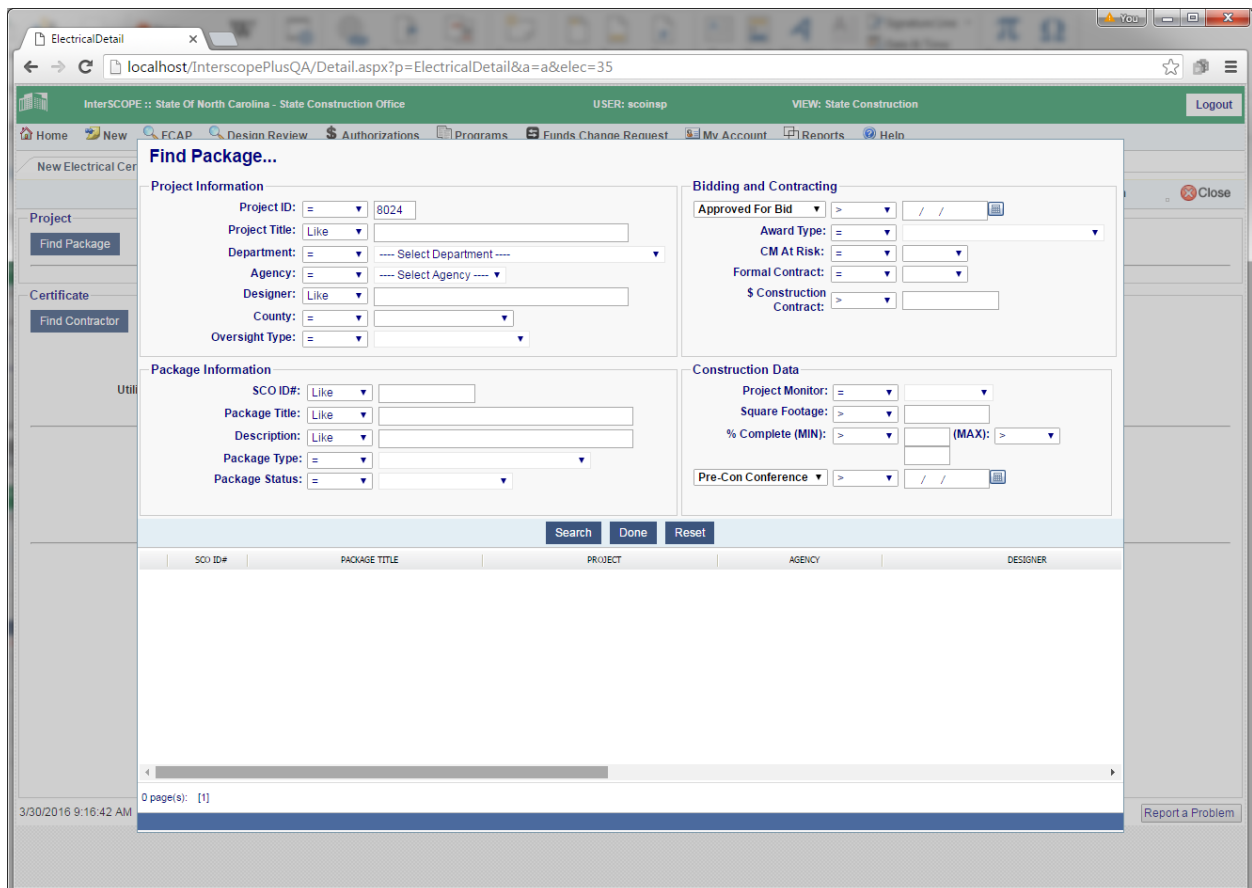 ElectricalDetail
You
localhost/InterscopePlusQA/Detail.aspx?p=ElectricalDetail&a=a&elec=35
InterSCOPE :: State Of North Carolina - State Construction Office USER: scoinsp VIEW: State Construction Logout
Home New ECAP Design Review Authorizations Programs Funds Change Request My Account Reports Help
New Electrical Cer
Close
Project
Find Package
Certificate
Find Contractor
Utili
Find Package...
Project Information
Project ID: = 8024
Project Title: Like
Department: = ---- Select Department ----
Agency: = ---- Select Agency ----
Designer: Like
County: =
Oversight Type: =
Bidding and Contracting
Approved For Bid > / /
Award Type: =
CM At Risk: =
Formal Contract: =
$ Construction
Contract: >
Package Information
SCO ID#: Like
Package Title: Like
Description: Like
Package Type: =
Package Status: =
Construction Data
Project Monitor: =
Square Footage: >
% Complete (MIN): > (MAX): >
Pre-Con Conference > / /
Search Done Reset
SCO ID# PACKAGE TITLE PROJECT AGENCY DESIGNER
0 page(s): [1]
3/30/2016 9:16:42 AM
Report a Problem